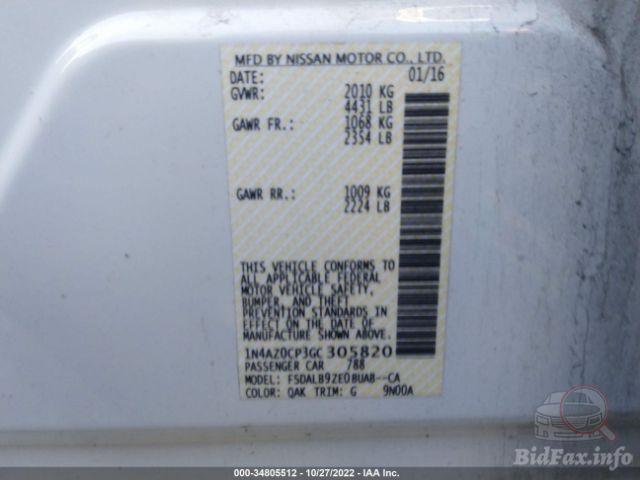 MFD BY NISSAN MOTOR CO., LTD.
DATE: 01/16
GVWR: 2010 KG
4431 LB
GAWR FR.: 1068 KG
2354 LB
GAWR RR.: 1009 KG
2224 LB
THIS VEHICLE CONFORMS TO
ALL APPLICABLE FEDERAL
MOTOR VEHICLE SAFETY,
BUMPER, AND THEFT
PREVENTION STANDARDS
IN EFFECT ON THE DATE OF
MANUFACTURE SHOWN ABOVE.
1N4AZ0CP3GC305820
PASSENGER CAR 788
MODEL: FSDALB9ZE0BUAB--CA
COLOR: QAK TRIM: G 9N00A
BidFax.info
000-34805512 - 10/27/2022 - IAA Inc.